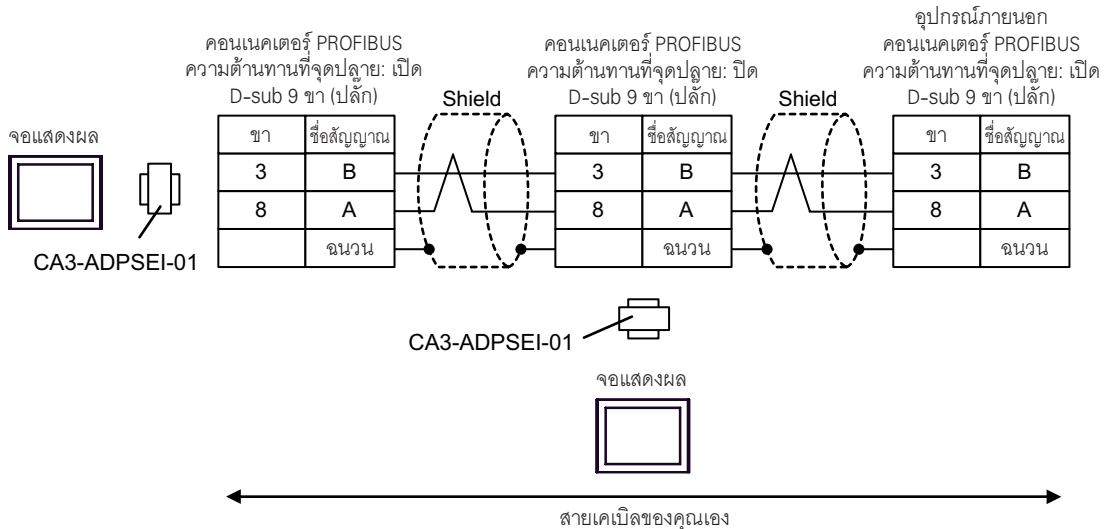 อุปกรณ์ภายนอก
คอนเนคเตอร์ PROFIBUS
ความต้านทานที่จุดปลาย: เปิด
D-sub 9 ขา (ปลั๊ก)
คอนเนคเตอร์ PROFIBUS
ความต้านทานที่จุดปลาย: ปิด
D-sub 9 ขา (ปลั๊ก)
คอนเนคเตอร์ PROFIBUS
ความต้านทานที่จุดปลาย: เปิด
D-sub 9 ขา (ปลั๊ก)
Shield
Shield
จอแสดงผล
ขา ชื่อสัญญาณ
3 B
8 A
ฉนวน
ขา ชื่อสัญญาณ
3 B
8 A
ฉนวน
ขา ชื่อสัญญาณ
3 B
8 A
ฉนวน
CA3-ADPSEI-01
CA3-ADPSEI-01
จอแสดงผล
สายเคเบิลของคุณเอง